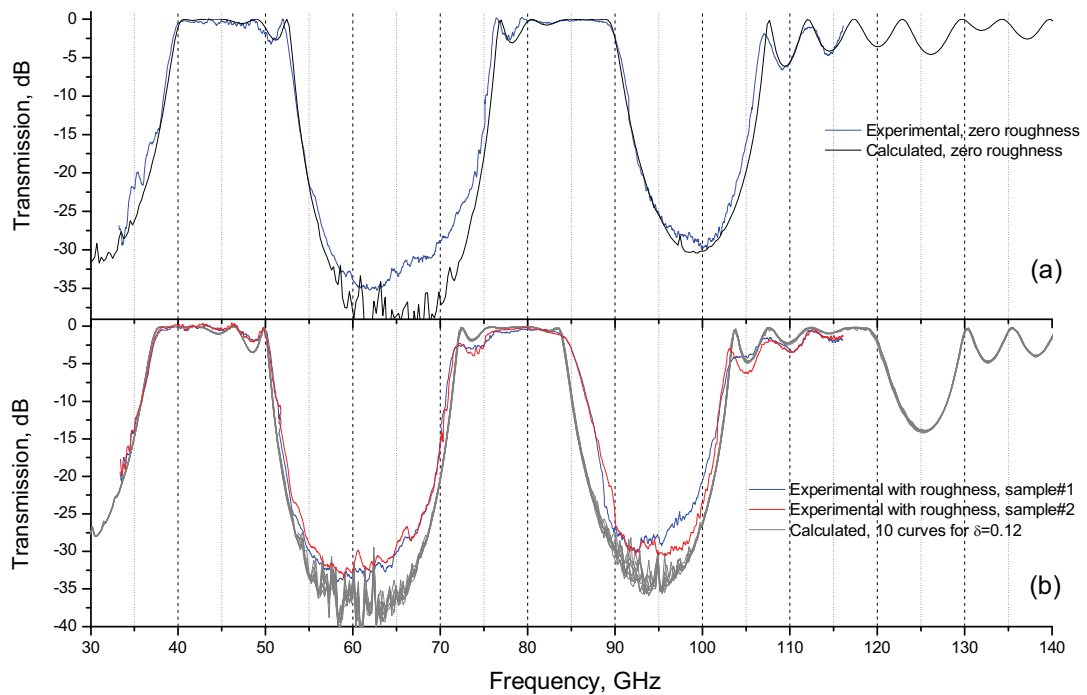 0
-5
-10
-15
-20
-25
-30
-35
Transmission, dB
Experimental, zero roughness
Calculated, zero roughness
(a)
0
-5
-10
-15
-20
-25
-30
-35
-40
Transmission, dB
Experimental with roughness, sample#1
Experimental with roughness, sample#2
Calculated, 10 curves for δ=0.12
(b)
30 40 50 60 70 80 90 100 110 120 130 140
Frequency, GHz